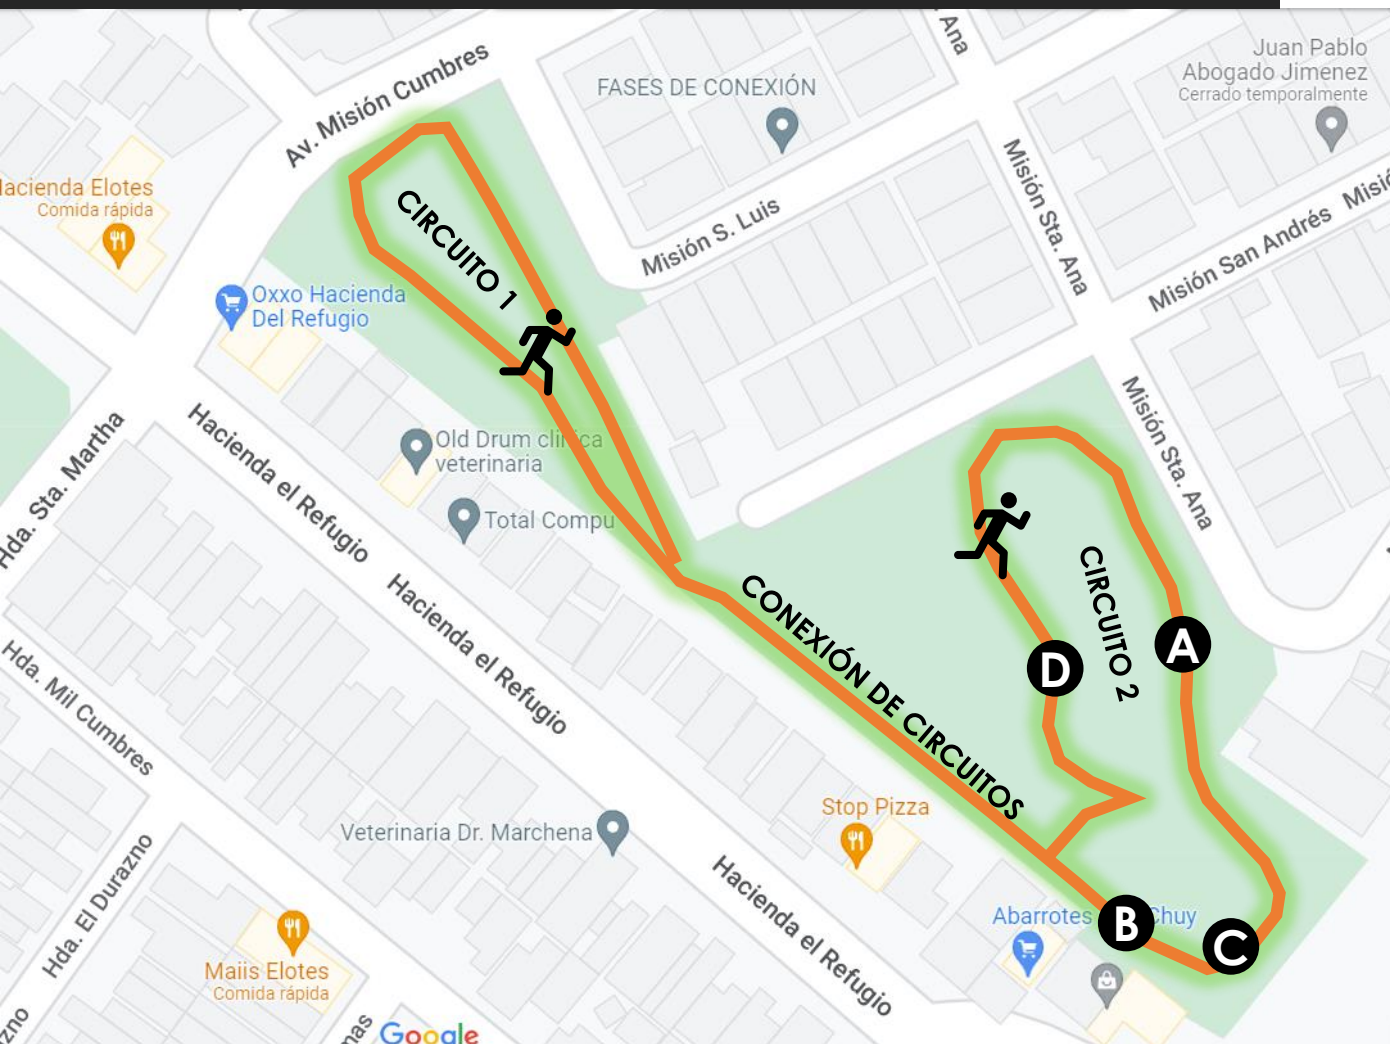 Av. Misión Cumbres
Ana
FASES DE CONEXIÓN
Juan Pablo
Abogado Jimenez
Cerrado temporalmente
Hacienda Elotes
Comida rápida
CIRCUITO 1
Misión S. Luis
Misión Sta. Ana
Misión San Andrés
Oxxo Hacienda
Del Refugio
Hda. Sta. Martha
Hacienda el Refugio
Old Drum clinica
veterinaria
Total Compu
Misión Sta. Ana
Hacienda el Refugio
CONEXIÓN DE CIRCUITOS
CIRCUITO 2
A
D
Hda. Mil Cumbres
Stop Pizza
Veterinaria Dr. Marchena
Hda. El Durazno
Hacienda el Refugio
Abarrotes
Chuy
B
C
Maiis Elotes
Comida rápida
Google